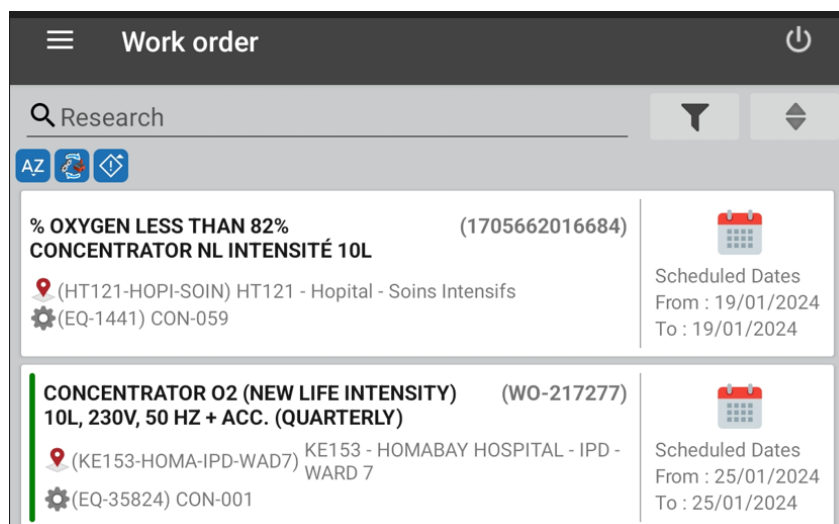 Work order
Research
AZ
% OXYGEN LESS THAN 82%
CONCENTRATOR NL INTENSITÉ 10L
(1705662016684)
(HT121-HOPI-SOIN) HT121 - Hopital - Soins Intensifs
(EQ-1441) CON-059
Scheduled Dates
From : 19/01/2024
To : 19/01/2024
CONCENTRATOR O2 (NEW LIFE INTENSITY)
10L, 230V, 50 HZ + ACC. (QUARTERLY)
(WO-217277)
(KE153-HOMA-IPD-WAD7)
KE153 - HOMABAY HOSPITAL - IPD -
WARD 7
(EQ-35824) CON-001
Scheduled Dates
From : 25/01/2024
To : 25/01/2024